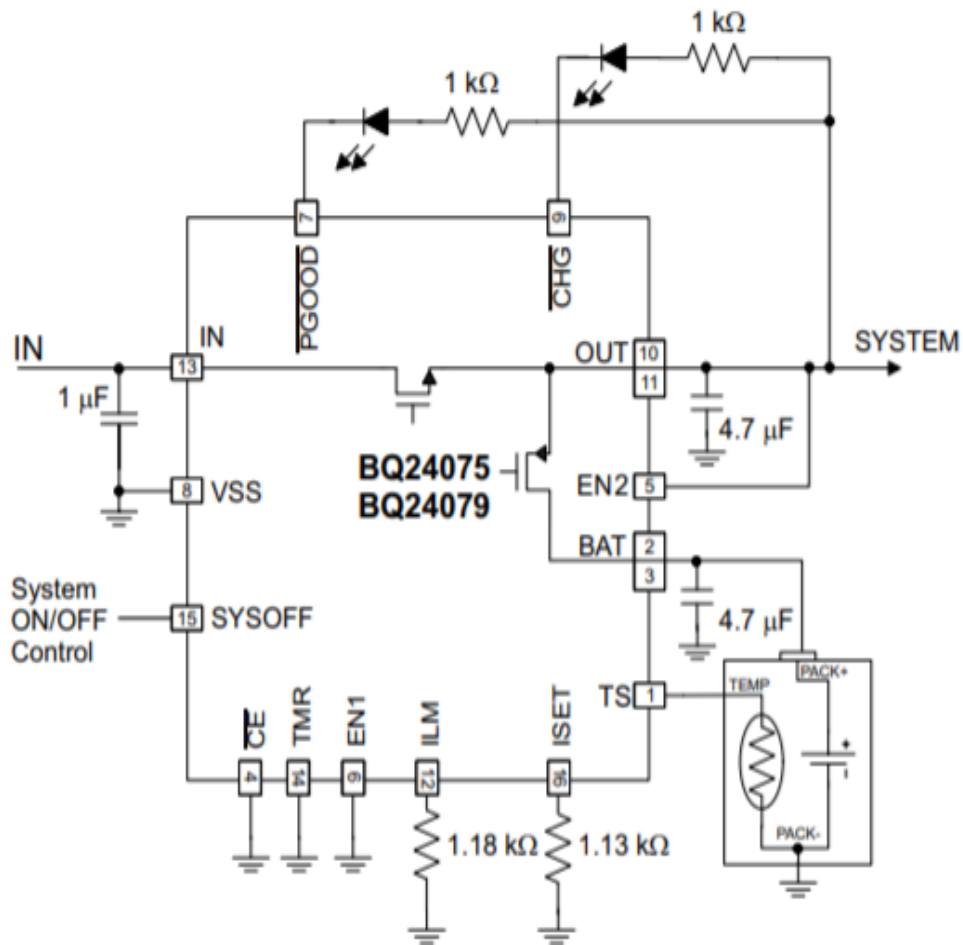 1 kΩ
1 kΩ
7
9
PGOOD
CHG
IN
IN
13
OUT
10
11
SYSTEM
1 μF
4.7 μF
BQ24075
BQ24079
8
VSS
EN2
5
BAT
2
3
System
ON/OFF
Control
15
SYSOFF
4.7 μF
TS
1
TEMP
PACK+
+
-
PACK-
CE
TMR
EN1
ILM
ISET
4
14
6
12
16
1.18 kΩ
1.13 kΩ